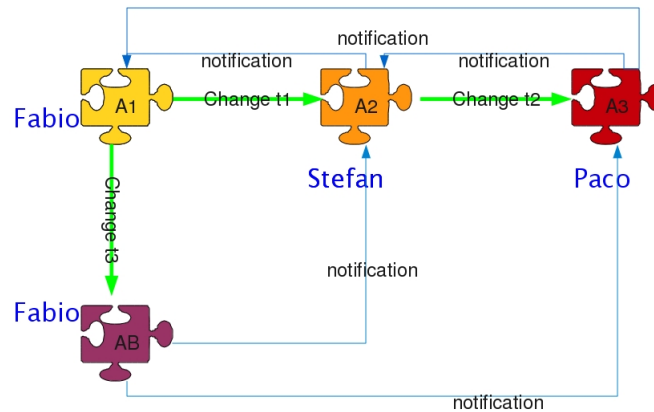 notification
notification
notification
A1
Change t1
A2
Change t2
A3
Fabio
Stefan
Paco
Change t3
notification
Fabio
AB
notification